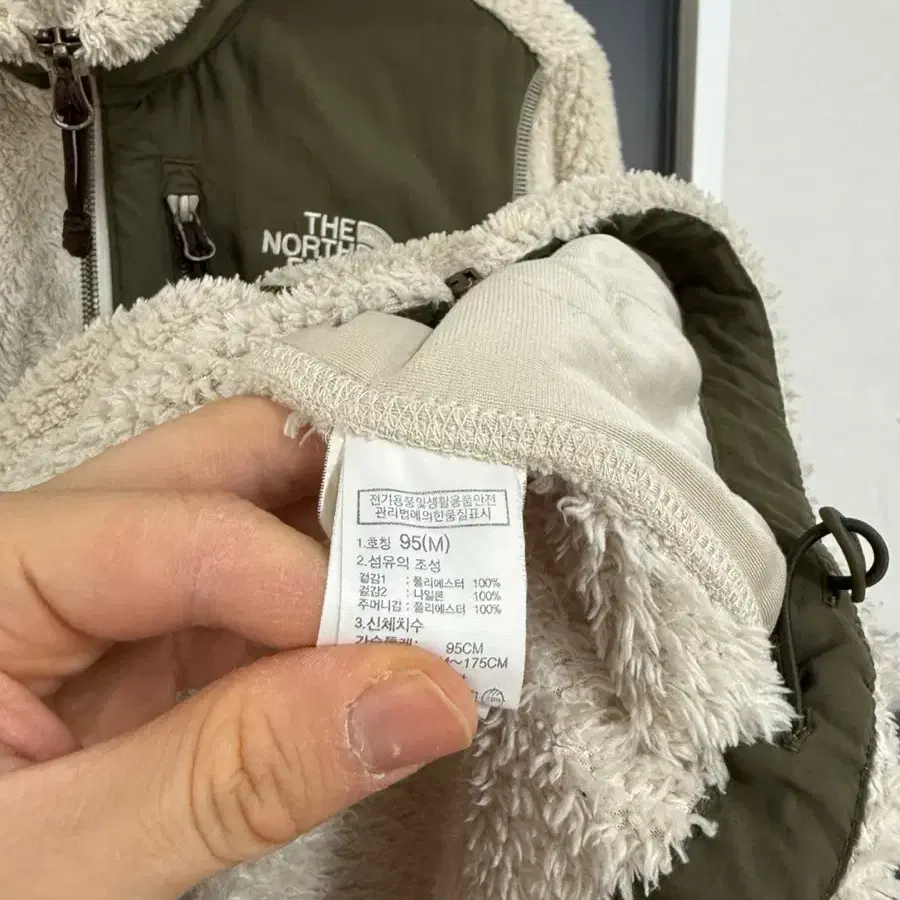 THE
NORTH
전기용품및생활용품안전
관리법에의한품질표시
1.호칭 95(M)
2.섬유의 조성
겉감1 : 폴리에스터 100%
겉감2 : 나일론 100%
주머니감 : 폴리에스터 100%
3.신체치수
가슴둘레: 95CM
~175CM